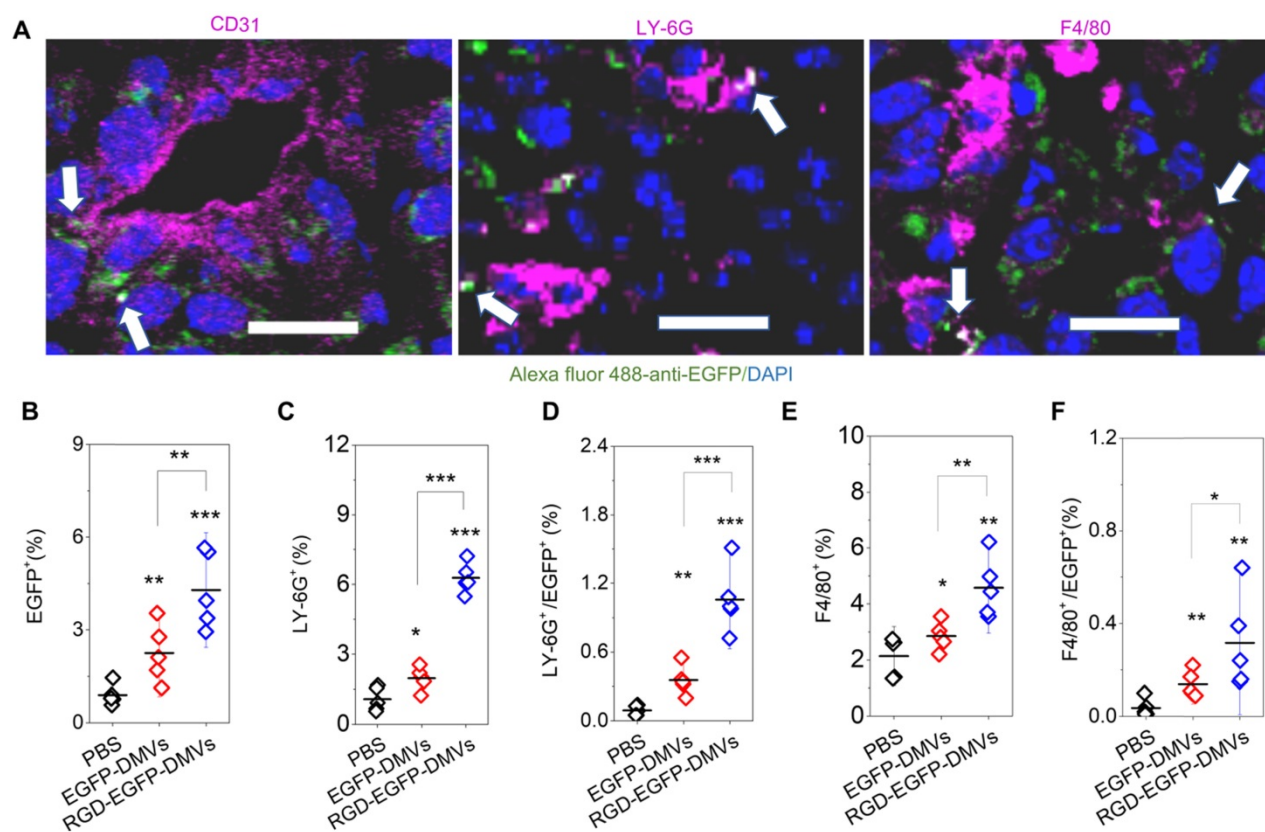 A
CD31
LY-6G
F4/80
Alexa fluor 488-anti-EGFP/DAPI
B
EGFP⁺(%)
9
6
3
0
**
***
**
PBS
EGFP-DMVs
RGD-EGFP-DMVs
C
LY-6G⁺(%)
12
9
6
3
0
***
***
*
PBS
EGFP-DMVs
RGD-EGFP-DMVs
D
LY-6G⁺/EGFP⁺(%)
2.4
1.8
1.2
0.6
0.0
***
***
**
PBS
EGFP-DMVs
RGD-EGFP-DMVs
E
F4/80⁺(%)
10
8
6
4
2
0
**
**
*
PBS
EGFP-DMVs
RGD-EGFP-DMVs
F
F4/80⁺/EGFP⁺(%)
1.2
0.8
0.4
0.0
*
**
**
PBS
EGFP-DMVs
RGD-EGFP-DMVs